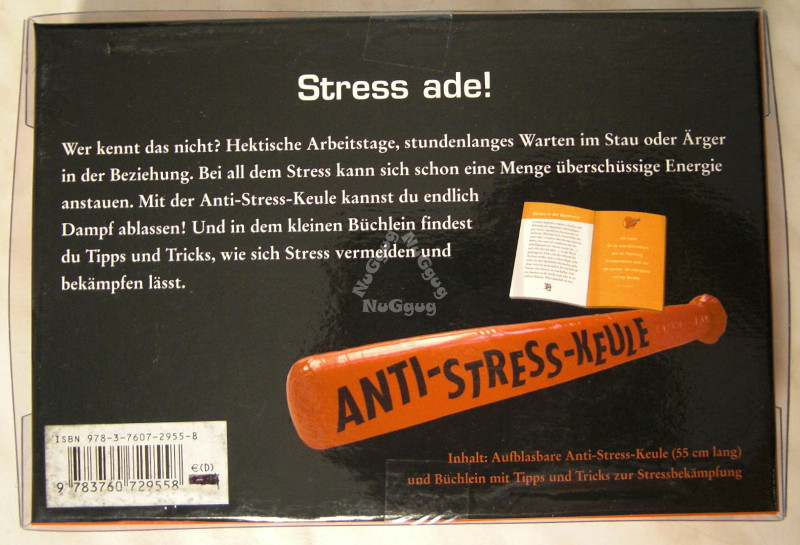 Stress ade!
Wer kennt das nicht? Hektische Arbeitstage, stundenlanges Warten im Stau oder Ärger
in der Beziehung. Bei all dem Stress kann sich schon eine Menge überschüssige Energie
anstauen. Mit der Anti-Stress-Keule kannst du endlich
Dampf ablassen! Und in dem kleinen Büchlein findest
du Tipps und Tricks, wie sich Stress vermeiden und
bekämpfen lässt.
NuGgug
NuGgug
NuGgug
ANTI-STRESS-KEULE
Inhalt: Aufblasbare Anti-Stress-Keule (55 cm lang)
und Büchlein mit Tipps und Tricks zur Stressbekämpfung
ISBN 978-3-7607-2955-8
€(D)
9 783760 729558